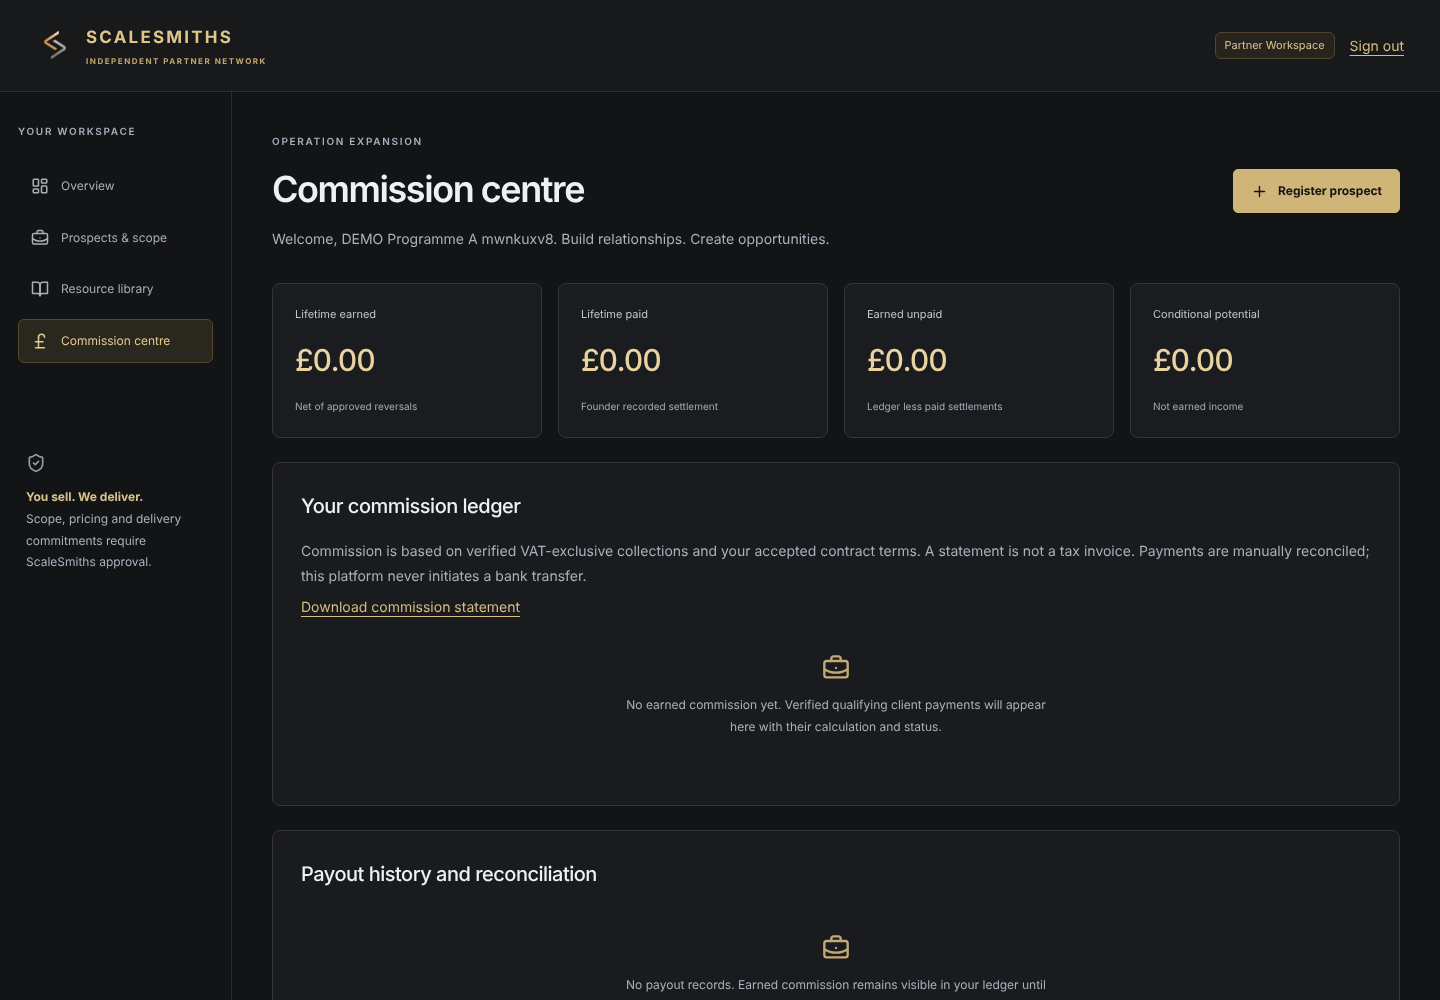 SCALESMITHS
INDEPENDENT PARTNER NETWORK
Partner Workspace
Sign out
YOUR WORKSPACE
Overview
Prospects & scope
Resource library
Commission centre
You sell. We deliver.
Scope, pricing and delivery
commitments require
ScaleSmiths approval.
OPERATION EXPANSION
Commission centre
Register prospect
Welcome, DEMO Programme A mwnkuxv8. Build relationships. Create opportunities.
Lifetime earned
£0.00
Net of approved reversals
Lifetime paid
£0.00
Founder recorded settlement
Earned unpaid
£0.00
Ledger less paid settlements
Conditional potential
£0.00
Not earned income
Your commission ledger
Commission is based on verified VAT-exclusive collections and your accepted contract terms. A statement is not a tax invoice. Payments are manually reconciled;
this platform never initiates a bank transfer.
Download commission statement
No earned commission yet. Verified qualifying client payments will appear
here with their calculation and status.
Payout history and reconciliation
No payout records. Earned commission remains visible in your ledger until